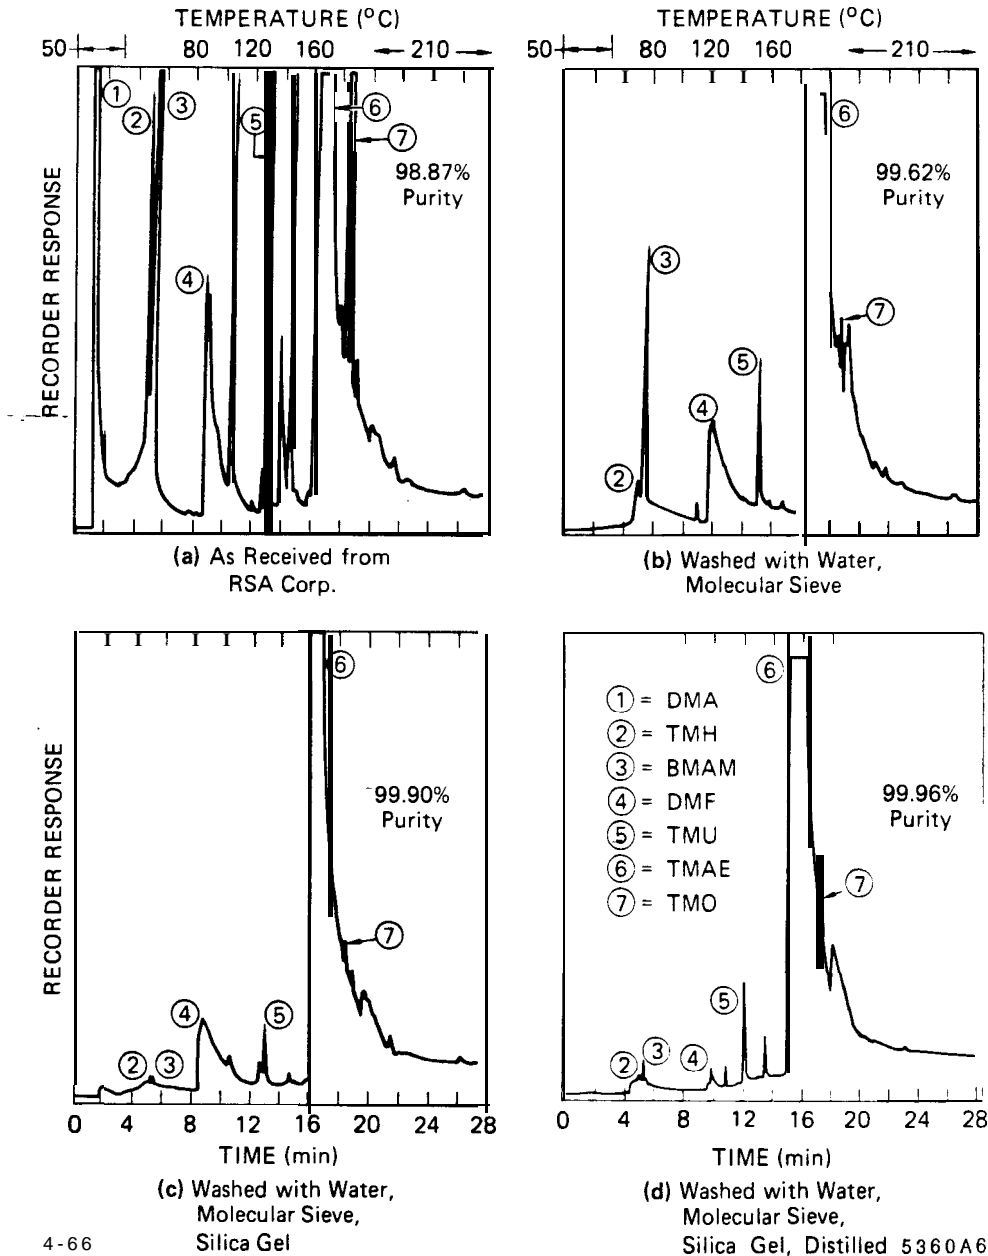 TEMPERATURE (°C)
50 80 120 160 210
RECORDER RESPONSE
① ② ③ ④ ⑤ ⑥ ⑦
98.87%
Purity
(a) As Received from
RSA Corp.
TEMPERATURE (°C)
50 80 120 160 210
② ③ ④ ⑤ ⑥ ⑦
99.62%
Purity
(b) Washed with Water,
Molecular Sieve
RECORDER RESPONSE
② ③ ④ ⑤ ⑥ ⑦
99.90%
Purity
0 4 8 12 16 20 24 28
TIME (min)
(c) Washed with Water,
Molecular Sieve,
Silica Gel
① = DMA
② = TMH
③ = BMAM
④ = DMF
⑤ = TMU
⑥ = TMAE
⑦ = TMO
② ③ ④ ⑤ ⑥ ⑦
99.96%
Purity
0 4 8 12 16 20 24 28
TIME (min)
(d) Washed with Water,
Molecular Sieve,
Silica Gel, Distilled
4-66
5360A6